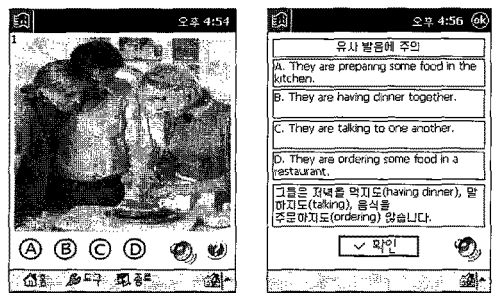 오후 4:54
1
A B C D
홈 도구 종료
오후 4:56 ok
유사 발음에 주의
A. They are preparing some food in the
kitchen.
B. They are having dinner together.
C. They are talking to one another.
D. They are ordering some food in a
restaurant.
그들은 저녁을 먹지도(having dinner), 말
하지도(talking), 음식을
주문하지도(ordering) 않습니다.
✓ 확인